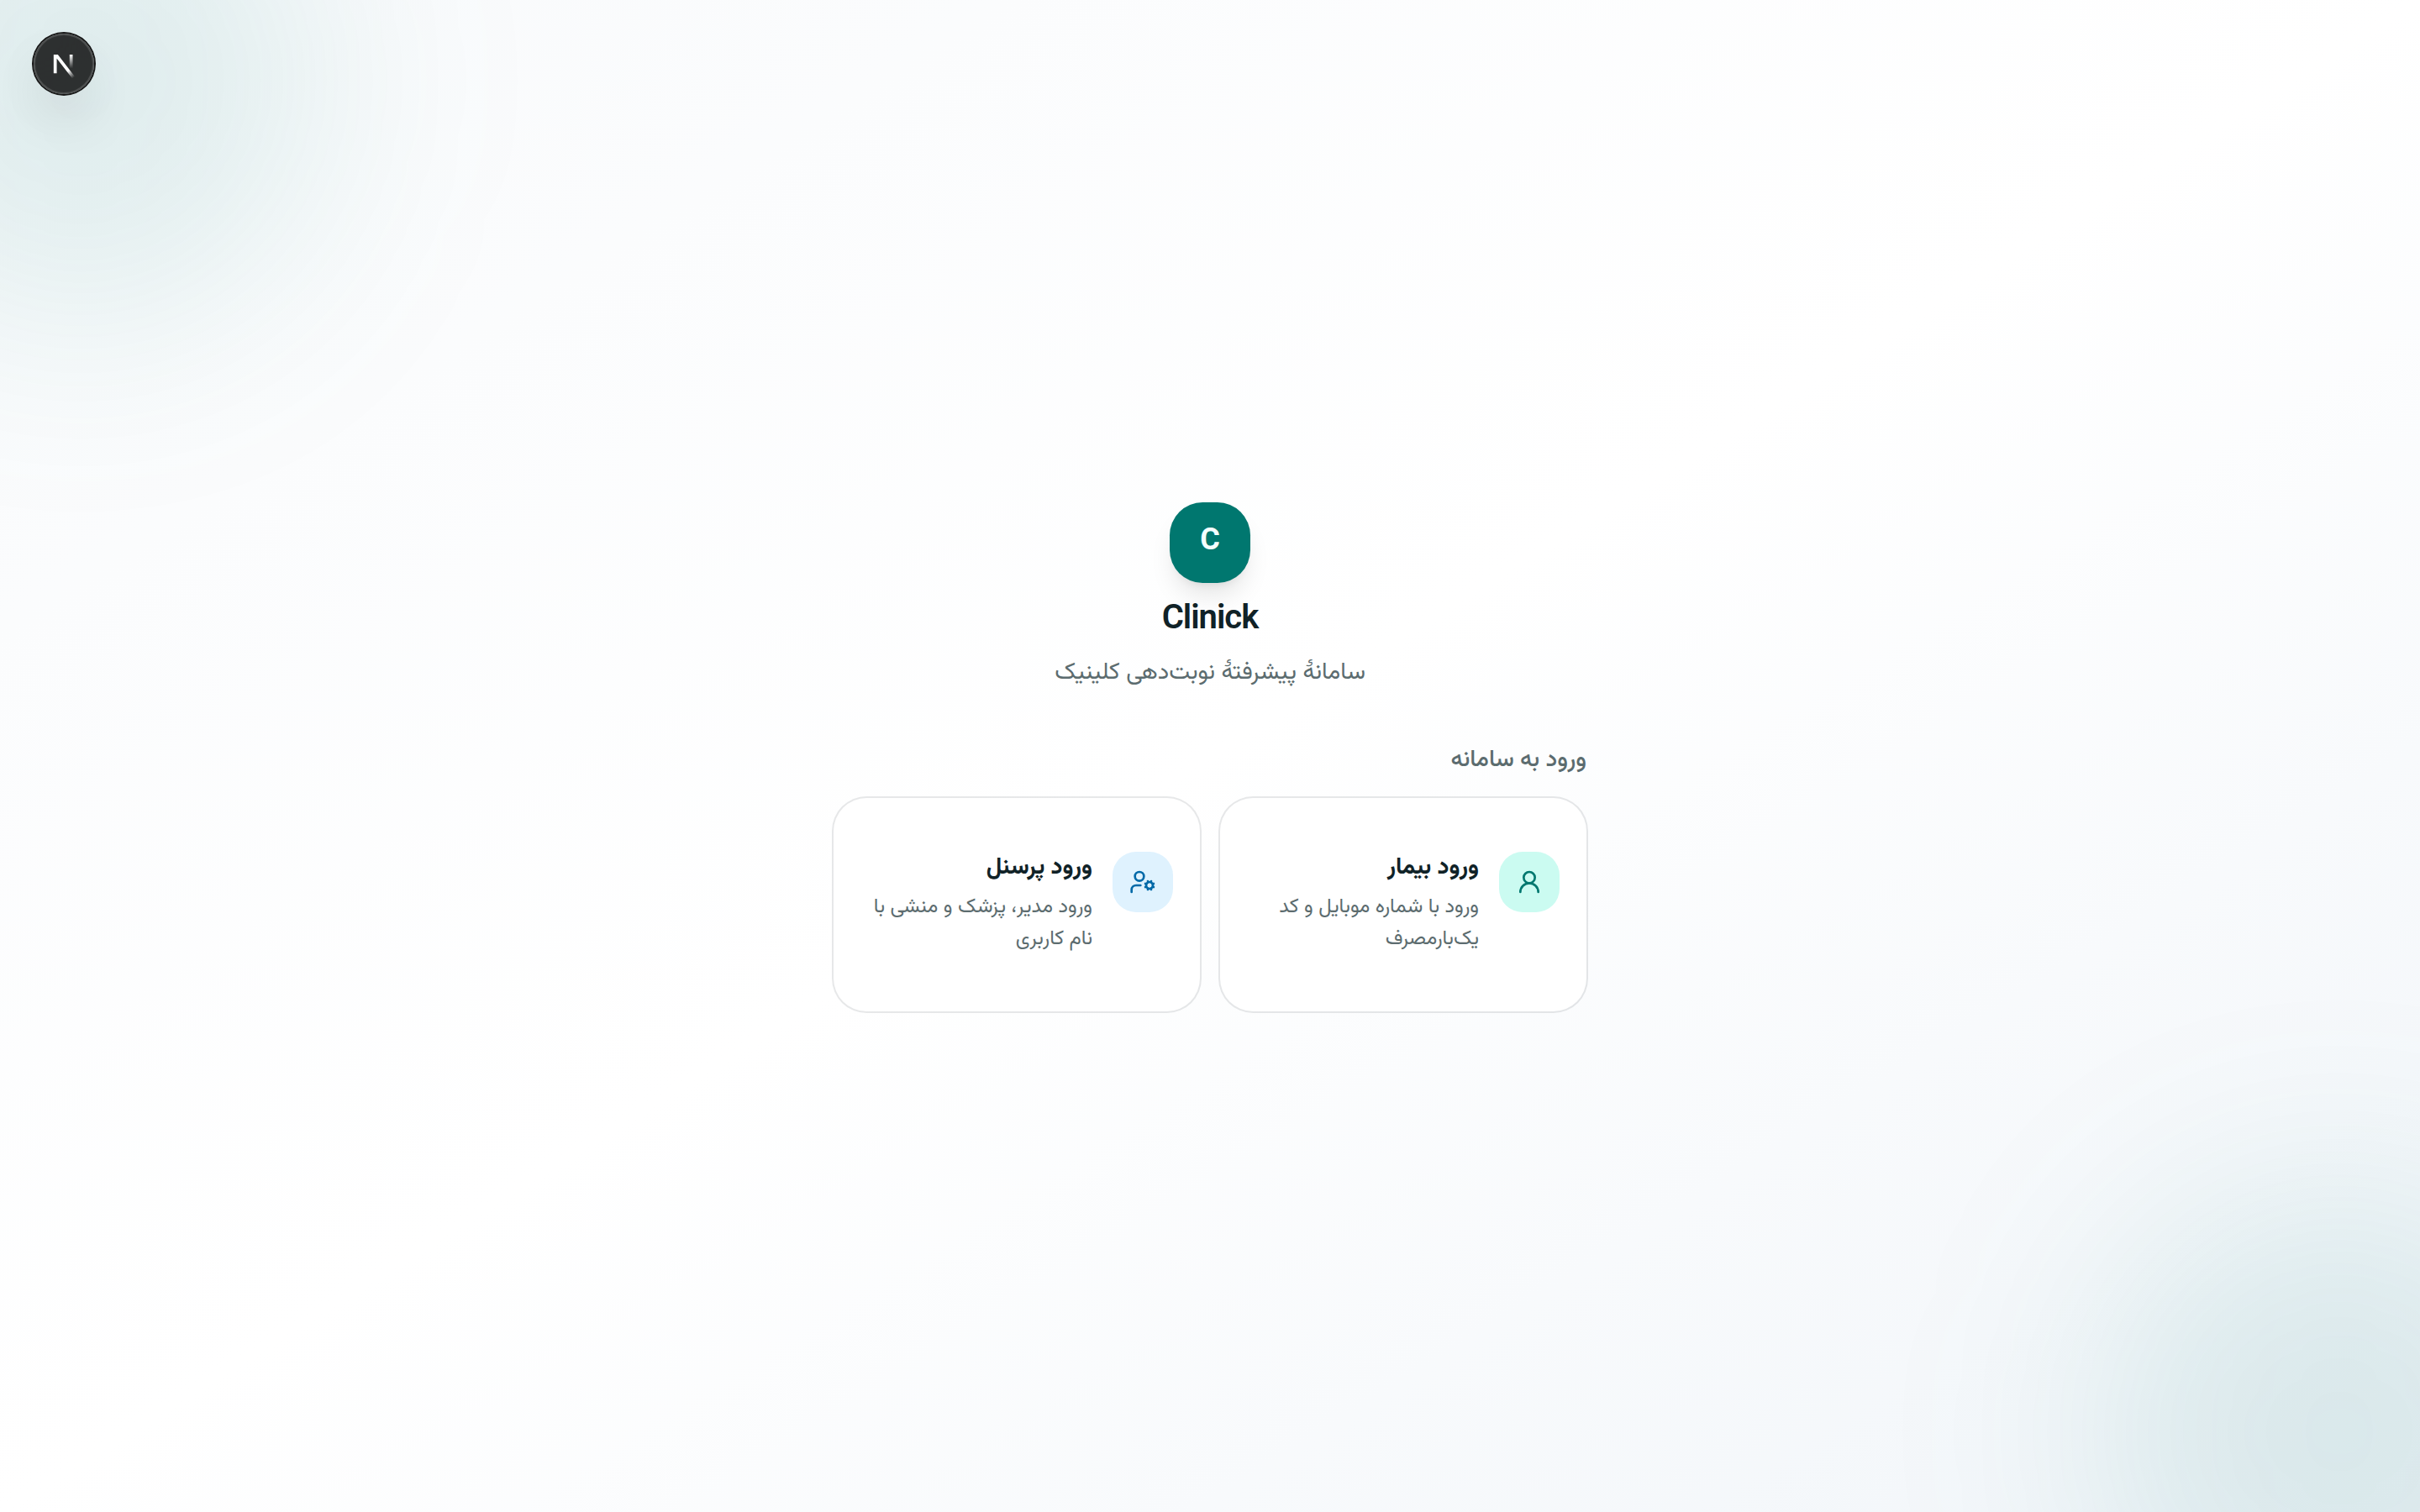 N
C
Clinick
سامانهٔ پیشرفتهٔ نوبت‌دهی کلینیک
ورود به سامانه
ورود بیمار
ورود با شماره موبایل و کد
یک‌بارمصرف
ورود پرسنل
ورود مدیر، پزشک و منشی با
نام کاربری